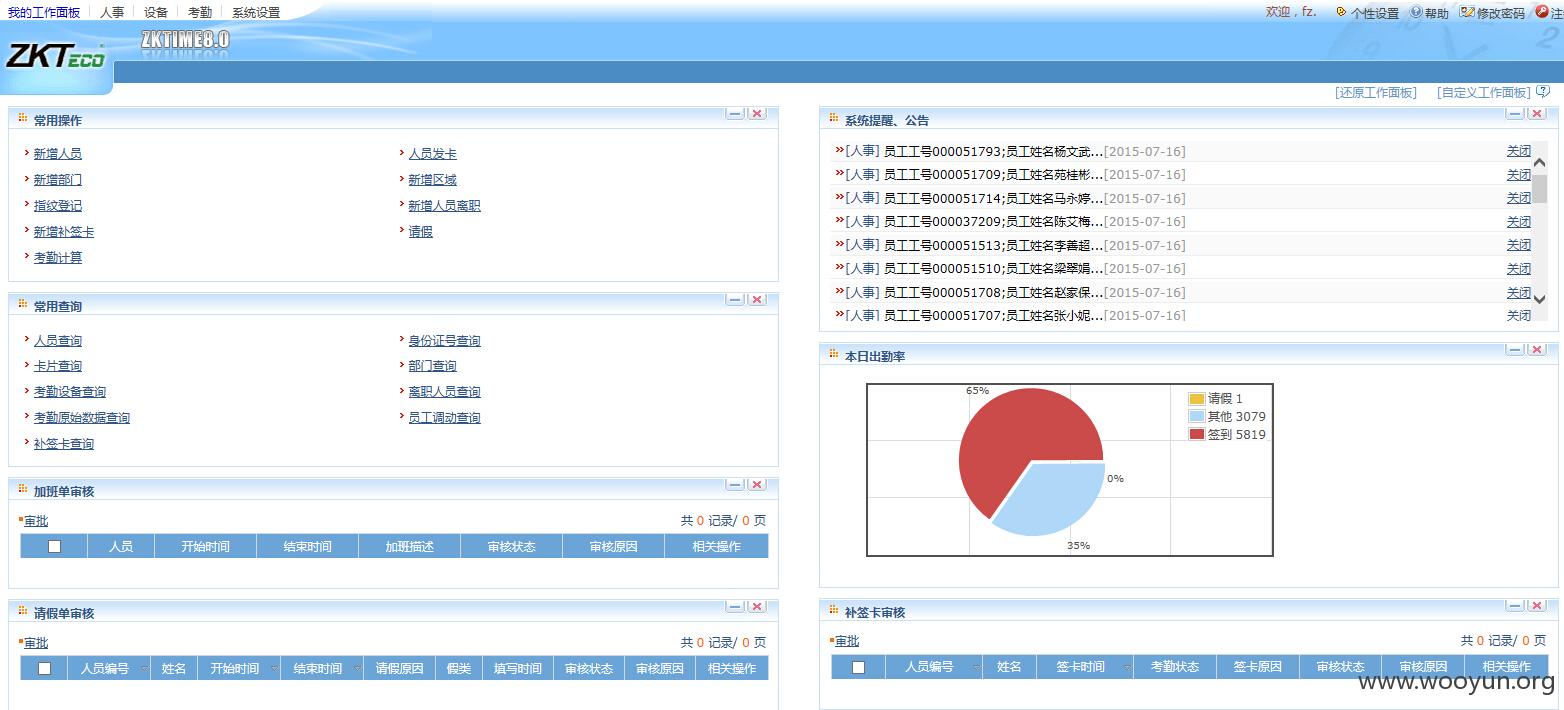 我的工作面板 人事 设备 考勤 系统设置 欢迎，fz. 个性设置 帮助 修改密码 注
ZKTECO ZKTIME8.0
[还原工作面板] [自定义工作面板]
常用操作
新增人员 人员发卡
新增部门 新增区域
指纹登记 新增人员离职
新增补签卡 请假
考勤计算
常用查询
人员查询 身份证号查询
卡片查询 部门查询
考勤设备查询 离职人员查询
考勤原始数据查询 员工调动查询
补签卡查询
加班单审核
审批 共 0 记录/ 0 页
人员 开始时间 结束时间 加班描述 审核状态 审核原因 相关操作
请假单审核
审批 共 0 记录/ 0 页
人员编号 姓名 开始时间 结束时间 请假原因 假类 填写时间 审核状态 审核原因 相关操作
系统提醒、公告
[人事] 员工工号000051793;员工姓名杨文武...[2015-07-16] 关闭
[人事] 员工工号000051709;员工姓名苑桂彬...[2015-07-16] 关闭
[人事] 员工工号000051714;员工姓名马永婷...[2015-07-16] 关闭
[人事] 员工工号000037209;员工姓名陈艾梅...[2015-07-16] 关闭
[人事] 员工工号000051513;员工姓名李善超...[2015-07-16] 关闭
[人事] 员工工号000051510;员工姓名梁翠娟...[2015-07-16] 关闭
[人事] 员工工号000051708;员工姓名赵家保...[2015-07-16] 关闭
[人事] 员工工号000051707;员工姓名张小妮...[2015-07-16] 关闭
本日出勤率
65%
0%
35%
请假 1
其他 3079
签到 5819
补签卡审核
审批 共 0 记录/ 0 页
人员编号 姓名 签卡时间 考勤状态 签卡原因 审核状态 审核原因 相关操作
www.wooyun.org